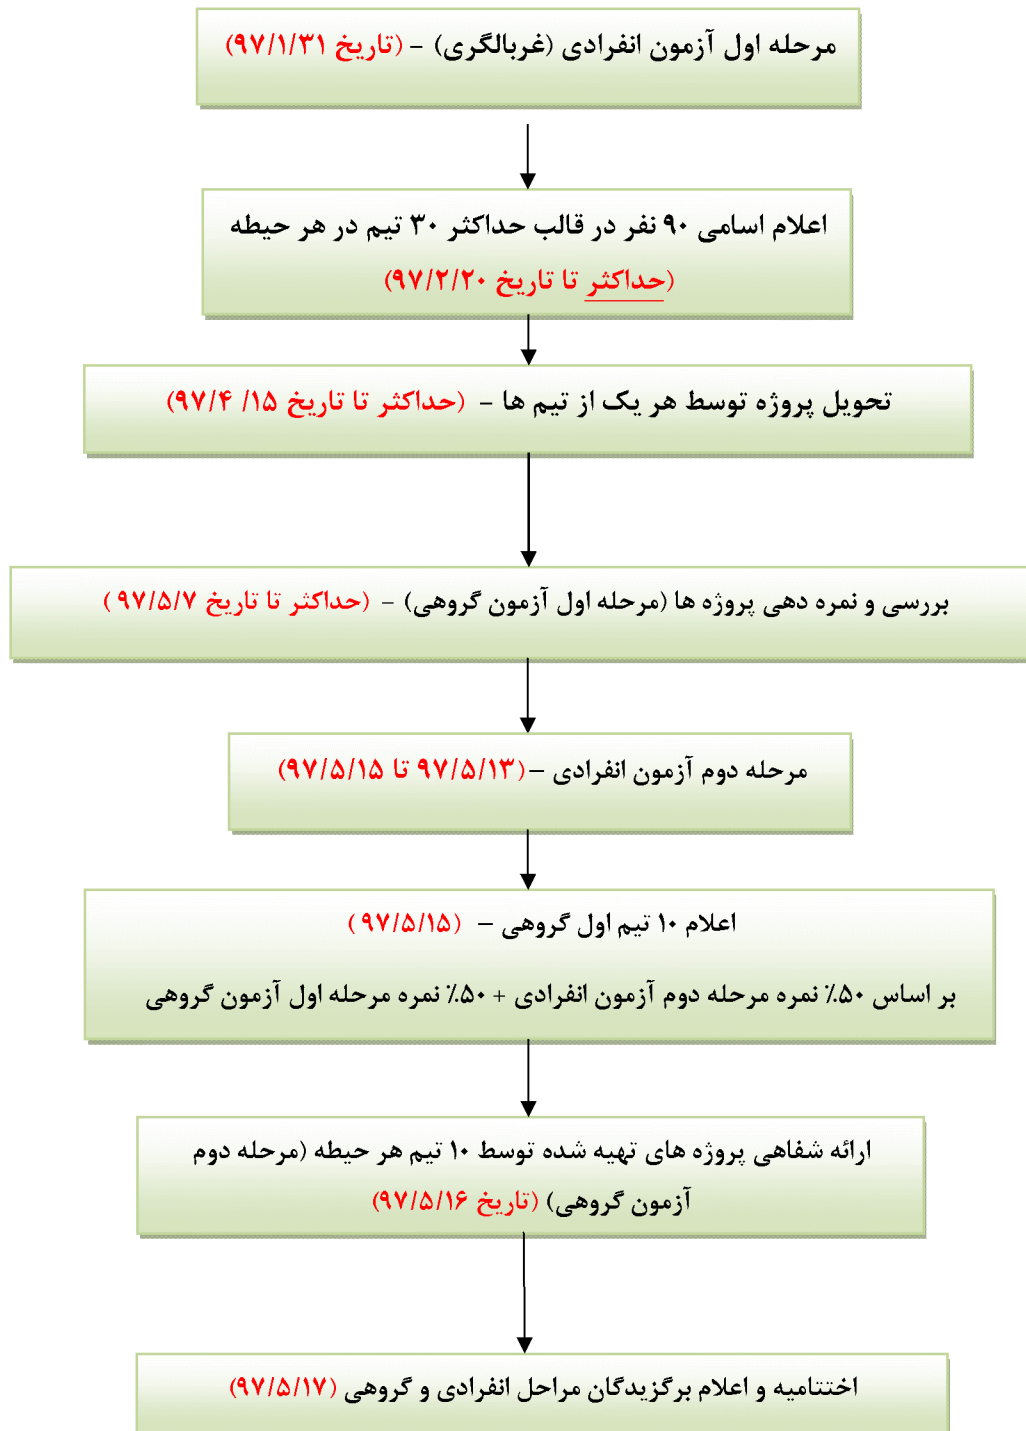 مرحله اول آزمون انفرادی (غربالگری) - (تاریخ ۹۷/۱/۳۱)
اعلام اسامی ۹۰ نفر در قالب حداکثر ۳۰ تیم در هر حیطه
(حداکثر تا تاریخ ۹۷/۲/۲۰)
تحویل پروژه توسط هر یک از تیم ها - (حداکثر تا تاریخ ۱۵/ ۹۷/۴)
بررسی و نمره دهی پروژه ها (مرحله اول آزمون گروهی) - (حداکثر تا تاریخ ۹۷/۵/۷ )
مرحله دوم آزمون انفرادی – (۹۷/۵/۱۳ تا ۹۷/۵/۱۵)
اعلام ۱۰ تیم اول گروهی – (۹۷/۵/۱۵ )
بر اساس ۵۰٪ نمره مرحله دوم آزمون انفرادی + ۵۰٪ نمره مرحله اول آزمون گروهی
ارائه شفاهی پروژه های تهیه شده توسط ۱۰ تیم هر حیطه (مرحله دوم
آزمون گروهی) (تاریخ ۹۷/۵/۱۶)
اختتامیه و اعلام برگزیدگان مراحل انفرادی و گروهی (۹۷/۵/۱۷)